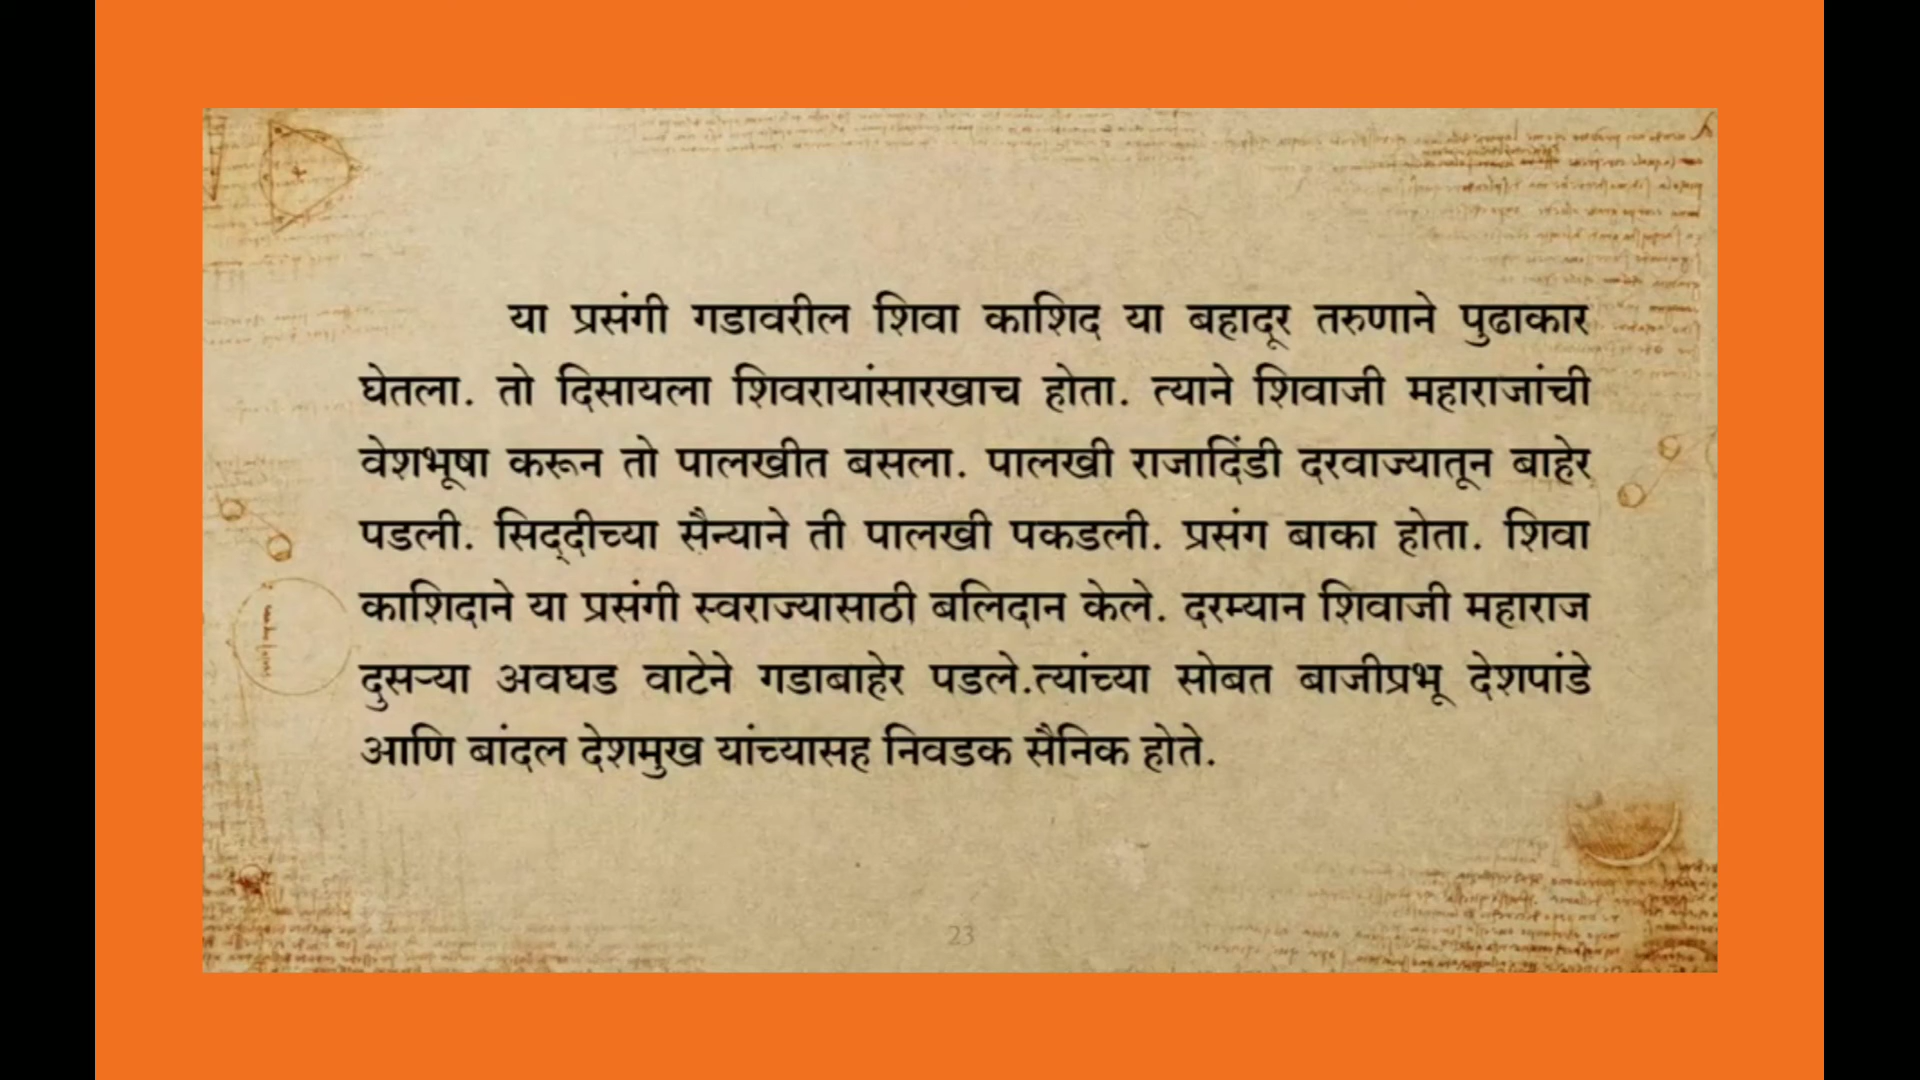 या प्रसंगी गडावरील शिवा काशिद या बहादूर तरुणाने पुढाकार
घेतला. तो दिसायला शिवरायांसारखाच होता. त्याने शिवाजी महाराजांची
वेशभूषा करून तो पालखीत बसला. पालखी राजादिंडी दरवाज्यातून बाहेर
पडली. सिद्‌दीच्या सैन्याने ती पालखी पकडली. प्रसंग बाका होता. शिवा
काशिदाने या प्रसंगी स्वराज्यासाठी बलिदान केले. दरम्यान शिवाजी महाराज
दुसऱ्या अवघड वाटेने गडाबाहेर पडले.त्यांच्या सोबत बाजीप्रभू देशपांडे
आणि बांदल देशमुख यांच्यासह निवडक सैनिक होते.
23